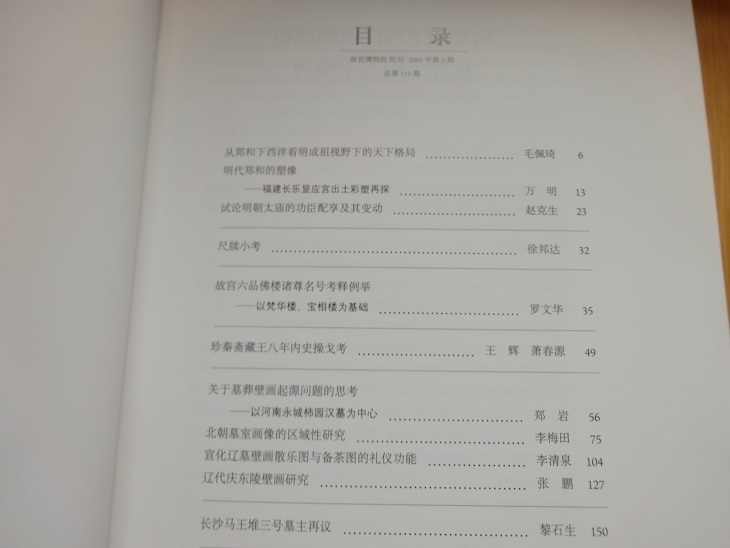 目 录
故宫博物院 院刊 2005 年第 3 期
总第 119 期
从郑和下西洋看明成祖视野下的天下格局 毛佩琦 6
明代郑和的塑像
——福建长乐显应宫出土彩塑再探 万 明 13
试论明朝太庙的功臣配享及其变动 赵克生 23
尺牍小考 徐邦达 32
故宫六品佛楼诸尊名号考释例举
——以梵华楼、宝相楼为基础 罗文华 35
珍秦斋藏王八年内史操戈考 王 辉 萧春源 49
关于墓葬壁画起源问题的思考
——以河南永城柿园汉墓为中心 郑 岩 56
北朝墓室画像的区域性研究 李梅田 75
宣化辽墓壁画散乐图与备茶图的礼仪功能 李清泉 104
辽代庆东陵壁画研究 张 鹏 127
长沙马王堆三号墓主再议 黎石生 150